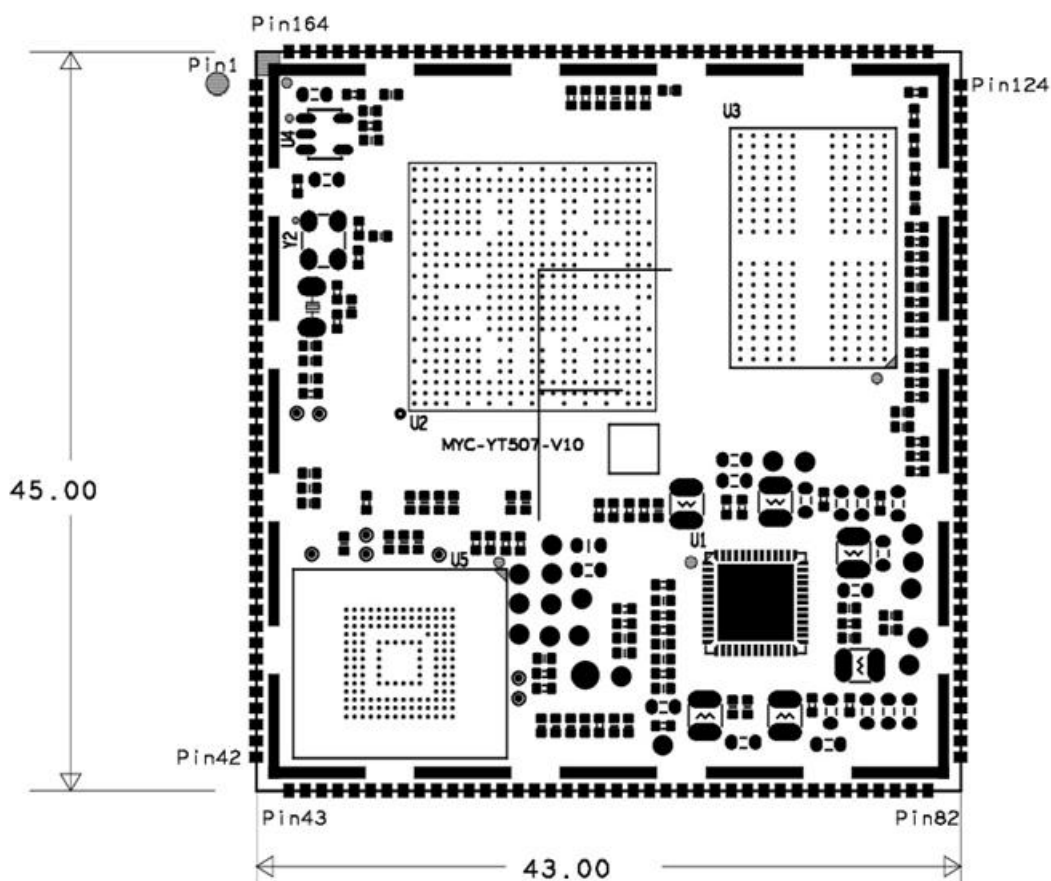 Pin164
Pin1
Pin124
U3
U4
Y2
U2
MYC-YT507-V10
45.00
U1
U5
Pin42
Pin43
Pin82
43.00